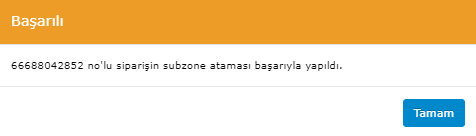 Başarılı
66688042852 no'lu siparişin subzone ataması başarıyla yapıldı.
Tamam